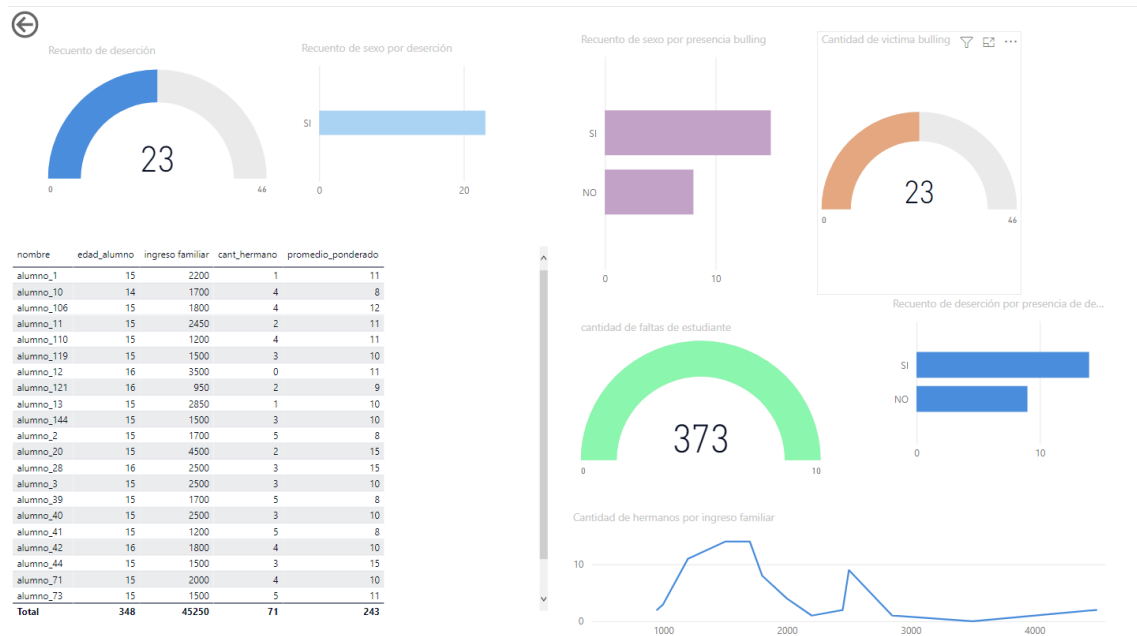 Recuento de deserción
23
0 46
Recuento de sexo por deserción
SI
0 20
Recuento de sexo por presencia bulling
SI
NO
0 10
Cantidad de victima bulling
23
0 46
nombre edad_alumno ingreso familiar cant_hermano promedio_ponderado
alumno_1 15 2200 1 11
alumno_10 14 1700 4 8
alumno_106 15 1800 4 12
alumno_11 15 2450 2 11
alumno_110 15 1200 4 11
alumno_119 15 1500 3 10
alumno_12 16 3500 0 11
alumno_121 16 950 2 9
alumno_13 15 2850 1 10
alumno_144 15 1500 3 10
alumno_2 15 1700 5 8
alumno_20 15 4500 2 15
alumno_28 16 2500 3 15
alumno_3 15 2500 3 10
alumno_39 15 1700 5 8
alumno_40 15 2500 3 10
alumno_41 15 1200 5 8
alumno_42 16 1800 4 10
alumno_44 15 1500 3 15
alumno_71 15 2000 4 10
alumno_73 15 1500 5 11
Total 348 45250 71 243
cantidad de faltas de estudiante
373
0 10
Recuento de deserción por presencia de de...
SI
NO
0 10
Cantidad de hermanos por ingreso familiar
10
0
1000 2000 3000 4000